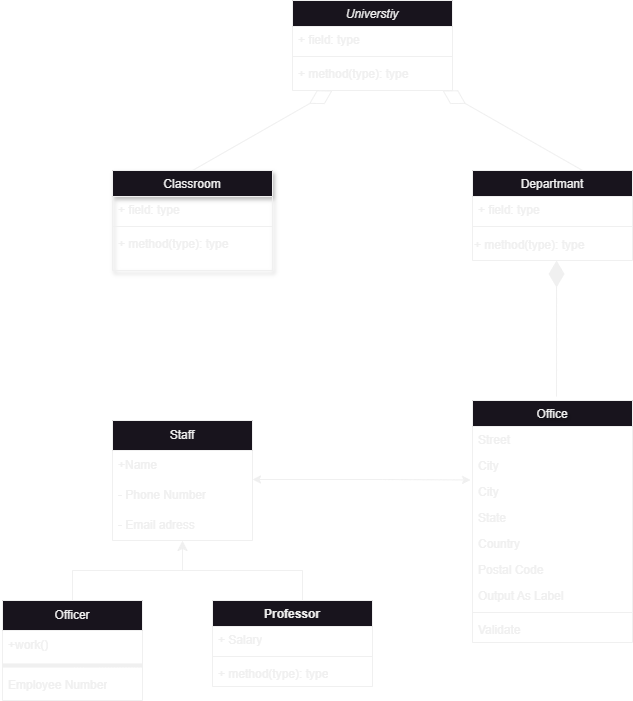 Universtiy
+ field: type
+ method(type): type
Classroom
+ field: type
+ method(type): type
Departmant
+ field: type
+ method(type): type
Staff
+Name
- Phone Number
- Email adress
Office
Street
City
City
State
Country
Postal Code
Output As Label
Validate
Officer
+work()
Employee Number
Professor
+ Salary
+ method(type): type